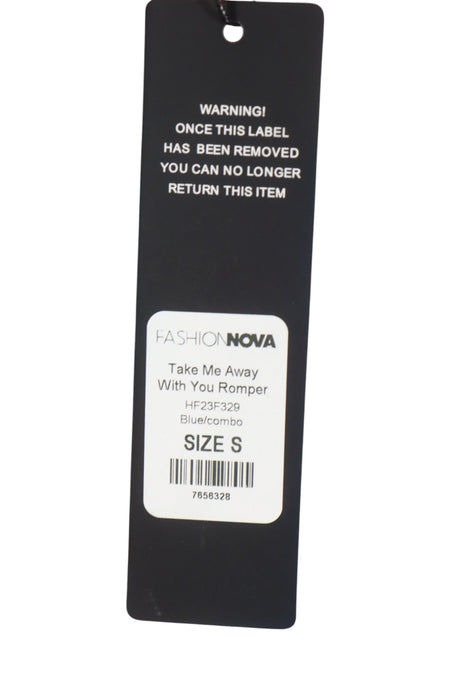 WARNING!
ONCE THIS LABEL
HAS BEEN REMOVED
YOU CAN NO LONGER
RETURN THIS ITEM
FASHIONNOVA
Take Me Away
With You Romper
HF23F329
Blue/combo
SIZE S
7656328